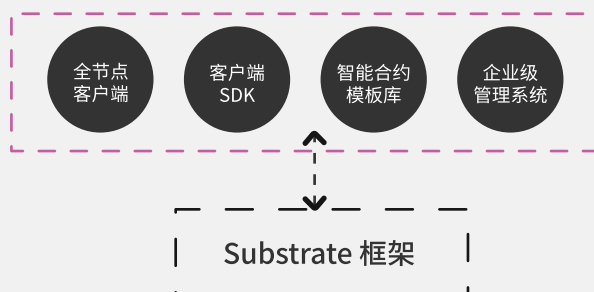 全节点
客户端
客户端
SDK
智能合约
模板库
企业级
管理系统
Substrate 框架